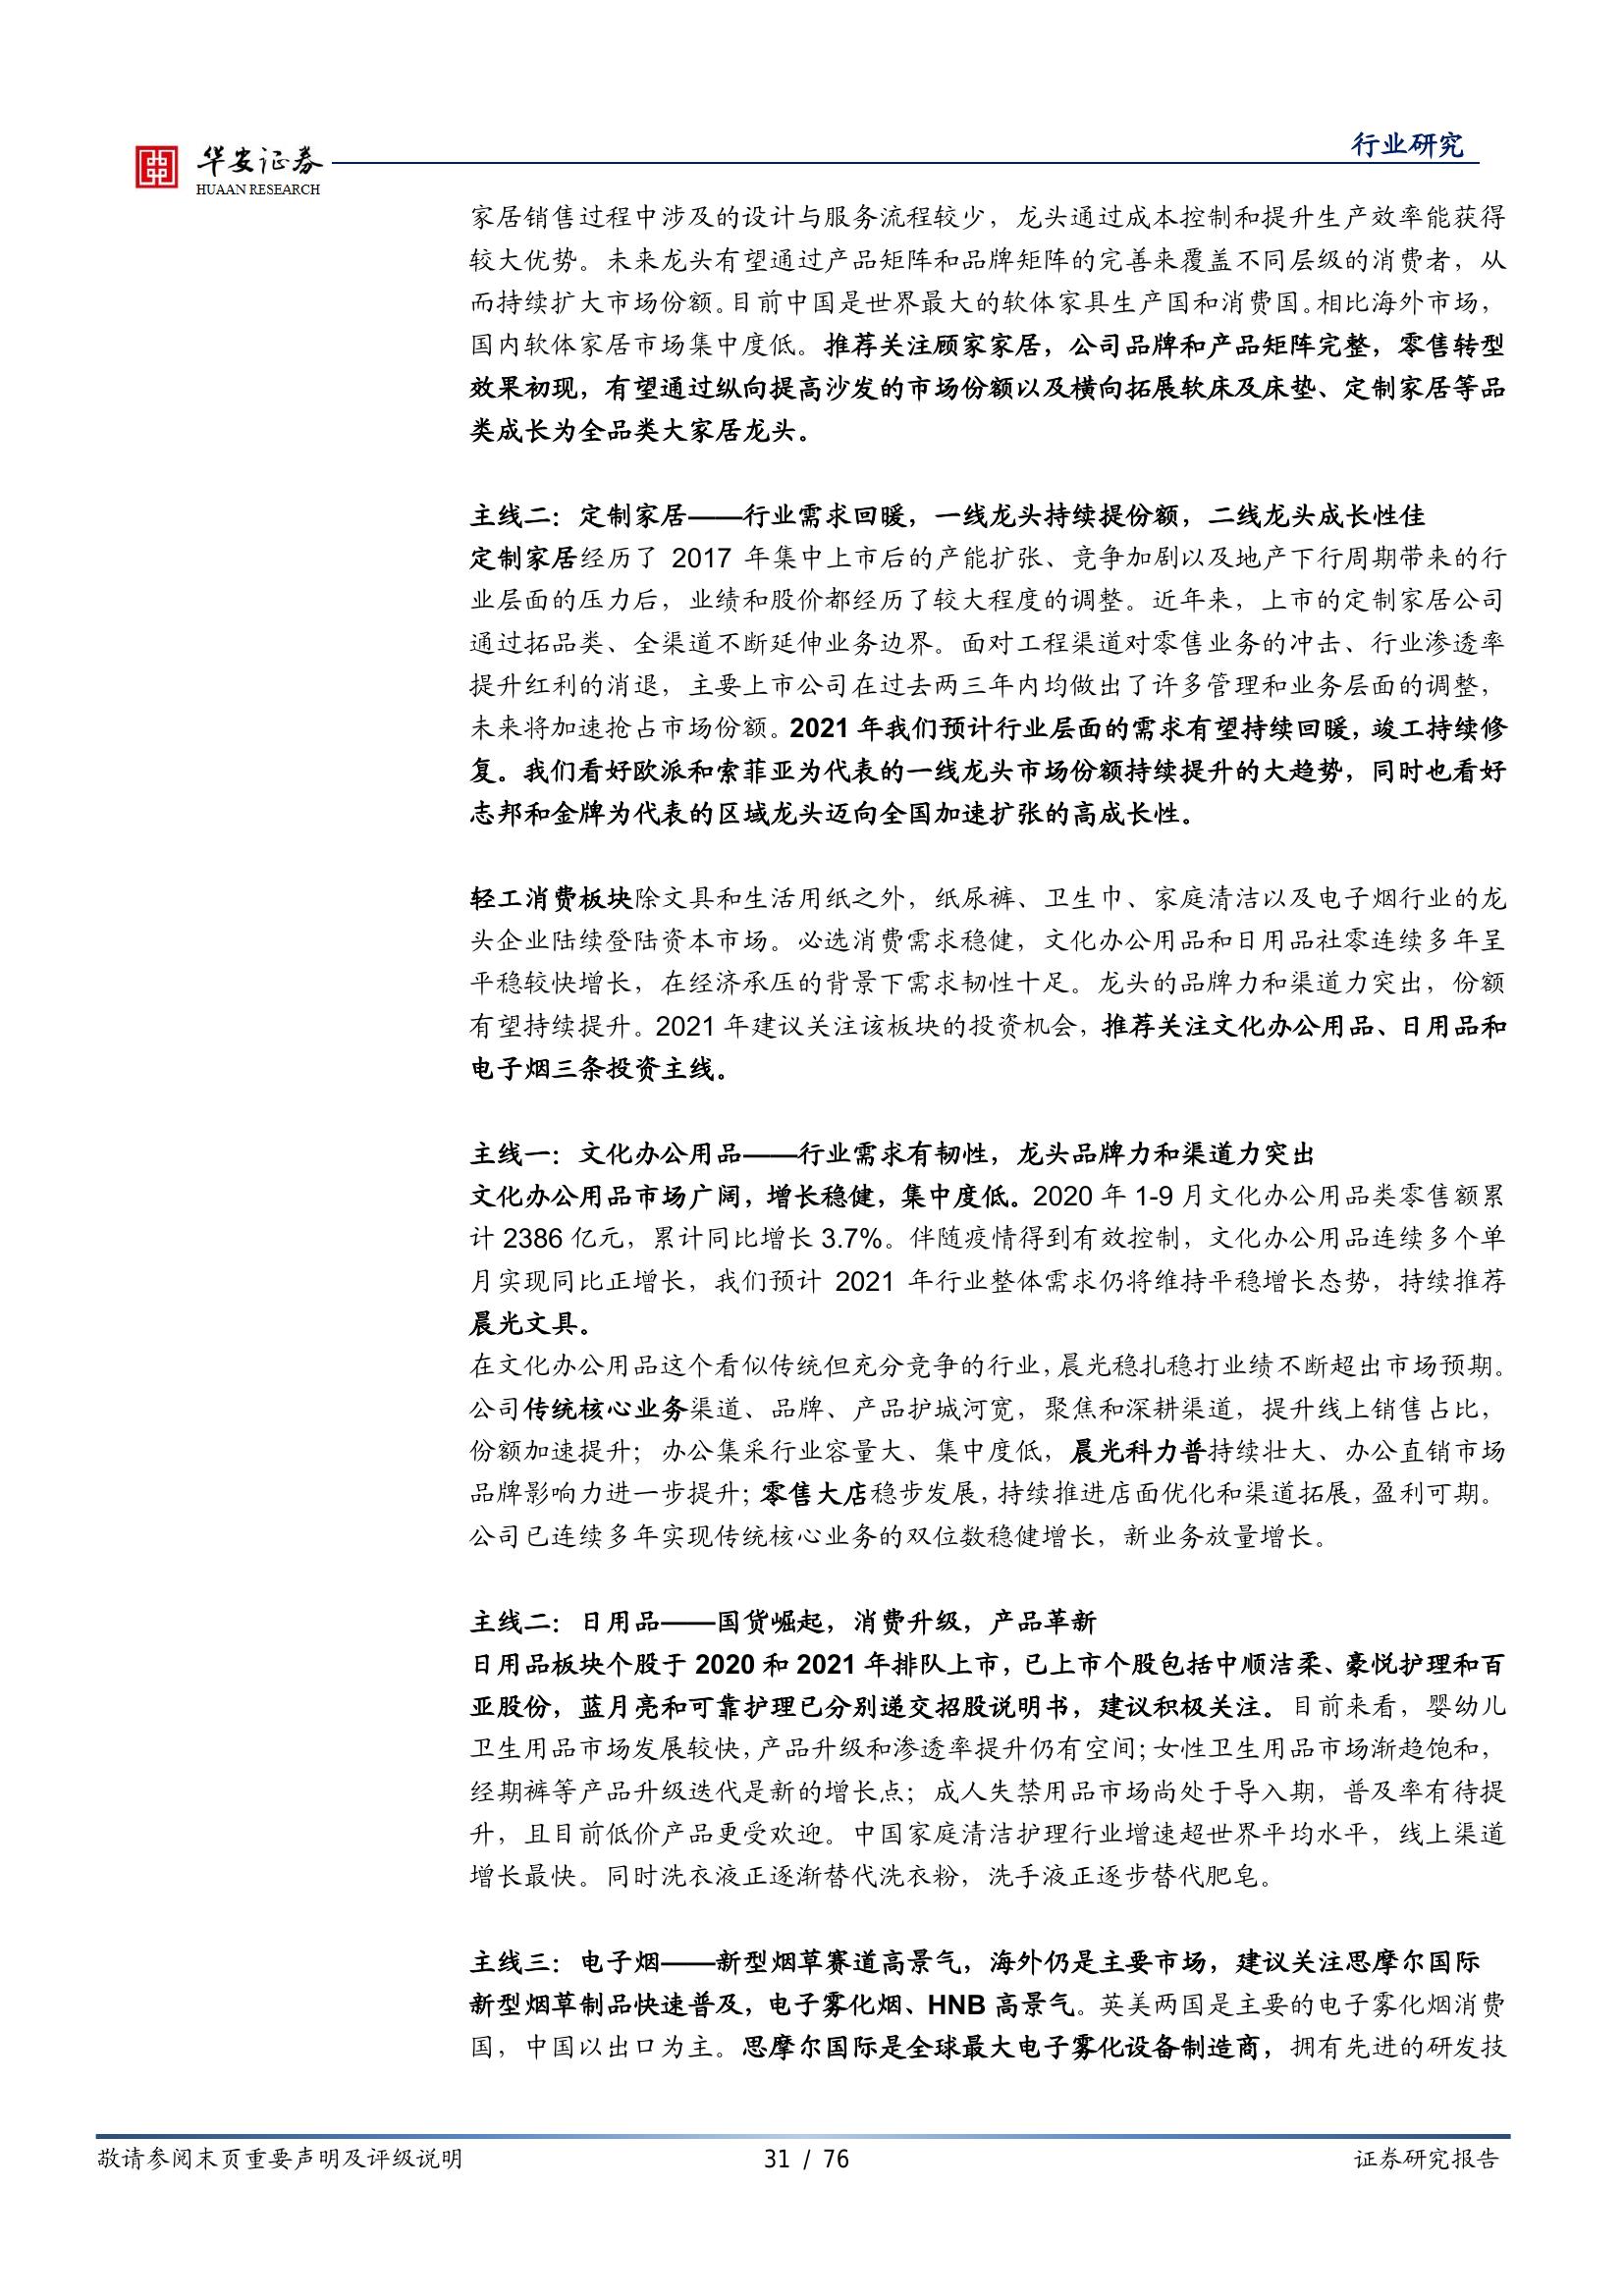 华安证券
HUAAN RESEARCH
行业研究
家居销售过程中涉及的设计与服务流程较少，龙头通过成本控制和提升生产效率能获得
较大优势。未来龙头有望通过产品矩阵和品牌矩阵的完善来覆盖不同层级的消费者，从
而持续扩大市场份额。目前中国是世界最大的软体家具生产国和消费国。相比海外市场，
国内软体家居市场集中度低。推荐关注顾家家居，公司品牌和产品矩阵完整，零售转型
效果初现，有望通过纵向提高沙发的市场份额以及横向拓展软床及床垫、定制家居等品
类成长为全品类大家居龙头。
主线二：定制家居——行业需求回暖，一线龙头持续提份额，二线龙头成长性佳
定制家居经历了 2017 年集中上市后的产能扩张、竞争加剧以及地产下行周期带来的行
业层面的压力后，业绩和股价都经历了较大程度的调整。近年来，上市的定制家居公司
通过拓品类、全渠道不断延伸业务边界。面对工程渠道对零售业务的冲击、行业渗透率
提升红利的消退，主要上市公司在过去两三年内均做出了许多管理和业务层面的调整，
未来将加速抢占市场份额。2021 年我们预计行业层面的需求有望持续回暖，竣工持续修
复。我们看好欧派和索菲亚为代表的一线龙头市场份额持续提升的大趋势，同时也看好
志邦和金牌为代表的区域龙头迈向全国加速扩张的高成长性。
轻工消费板块除文具和生活用纸之外，纸尿裤、卫生巾、家庭清洁以及电子烟行业的龙
头企业陆续登陆资本市场。必选消费需求稳健，文化办公用品和日用品社零连续多年呈
平稳较快增长，在经济承压的背景下需求韧性十足。龙头的品牌力和渠道力突出，份额
有望持续提升。2021 年建议关注该板块的投资机会，推荐关注文化办公用品、日用品和
电子烟三条投资主线。
主线一：文化办公用品——行业需求有韧性，龙头品牌力和渠道力突出
文化办公用品市场广阔，增长稳健，集中度低。2020 年 1-9 月文化办公用品类零售额累
计 2386 亿元，累计同比增长 3.7%。伴随疫情得到有效控制，文化办公用品连续多个单
月实现同比正增长，我们预计 2021 年行业整体需求仍将维持平稳增长态势，持续推荐
晨光文具。
在文化办公用品这个看似传统但充分竞争的行业，晨光稳扎稳打业绩不断超出市场预期。
公司传统核心业务渠道、品牌、产品护城河宽，聚焦和深耕渠道，提升线上销售占比，
份额加速提升；办公集采行业容量大、集中度低，晨光科力普持续壮大、办公直销市场
品牌影响力进一步提升；零售大店稳步发展，持续推进店面优化和渠道拓展，盈利可期。
公司已连续多年实现传统核心业务的双位数稳健增长，新业务放量增长。
主线二：日用品——国货崛起，消费升级，产品革新
日用品板块个股于 2020 和 2021 年排队上市，已上市个股包括中顺洁柔、豪悦护理和百
亚股份，蓝月亮和可靠护理已分别递交招股说明书，建议积极关注。目前来看，婴幼儿
卫生用品市场发展较快，产品升级和渗透率提升仍有空间；女性卫生用品市场渐趋饱和，
经期裤等产品升级迭代是新的增长点；成人失禁用品市场尚处于导入期，普及率有待提
升，且目前低价产品更受欢迎。中国家庭清洁护理行业增速超世界平均水平，线上渠道
增长最快。同时洗衣液正逐渐替代洗衣粉，洗手液正逐步替代肥皂。
主线三：电子烟——新型烟草赛道高景气，海外仍是主要市场，建议关注思摩尔国际
新型烟草制品快速普及，电子雾化烟、HNB 高景气。英美两国是主要的电子雾化烟消费
国，中国以出口为主。思摩尔国际是全球最大电子雾化设备制造商，拥有先进的研发技
敬请参阅末页重要声明及评级说明
31 / 76
证券研究报告